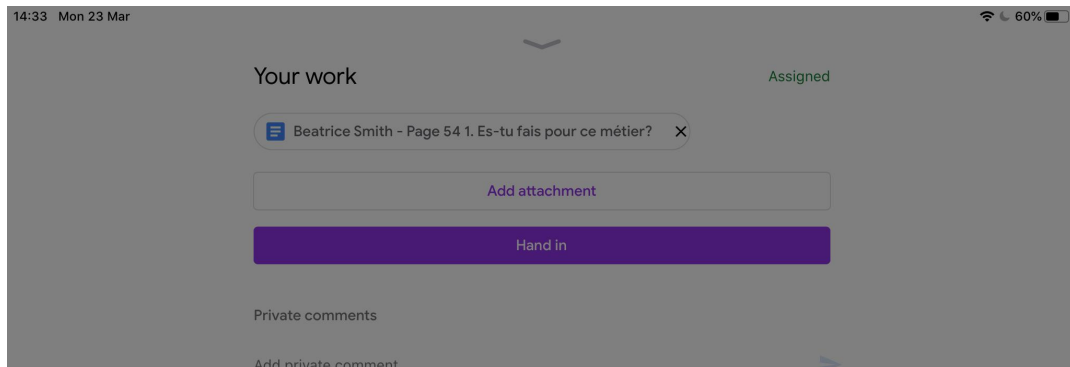 14:33 Mon 23 Mar
60%
Your work
Assigned
Beatrice Smith - Page 54 1. Es-tu fais pour ce métier?
Add attachment
Hand in
Private comments
Add private comment